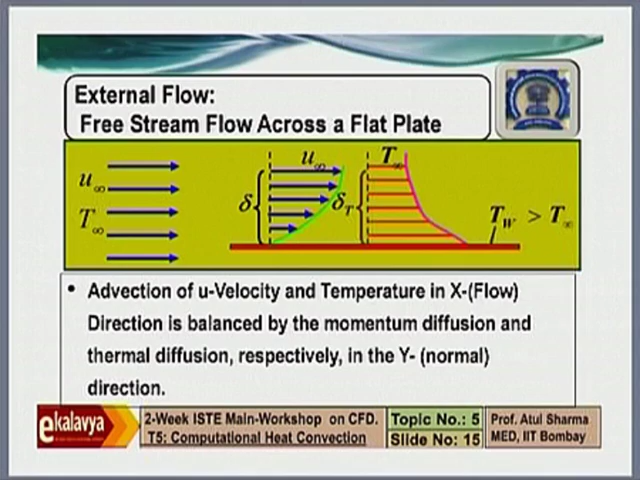 External Flow:
Free Stream Flow Across a Flat Plate
u∞
T∞
u∞
δ
T∞
δT
TW > T∞
• Advection of u-Velocity and Temperature in X-(Flow)
Direction is balanced by the momentum diffusion and
thermal diffusion, respectively, in the Y- (normal)
direction.
ekalavya
2-Week ISTE Main-Workshop on CFD.
T5: Computational Heat Convection
Topic No.: 5
Slide No: 15
Prof. Atul Sharma
MED, IIT Bombay